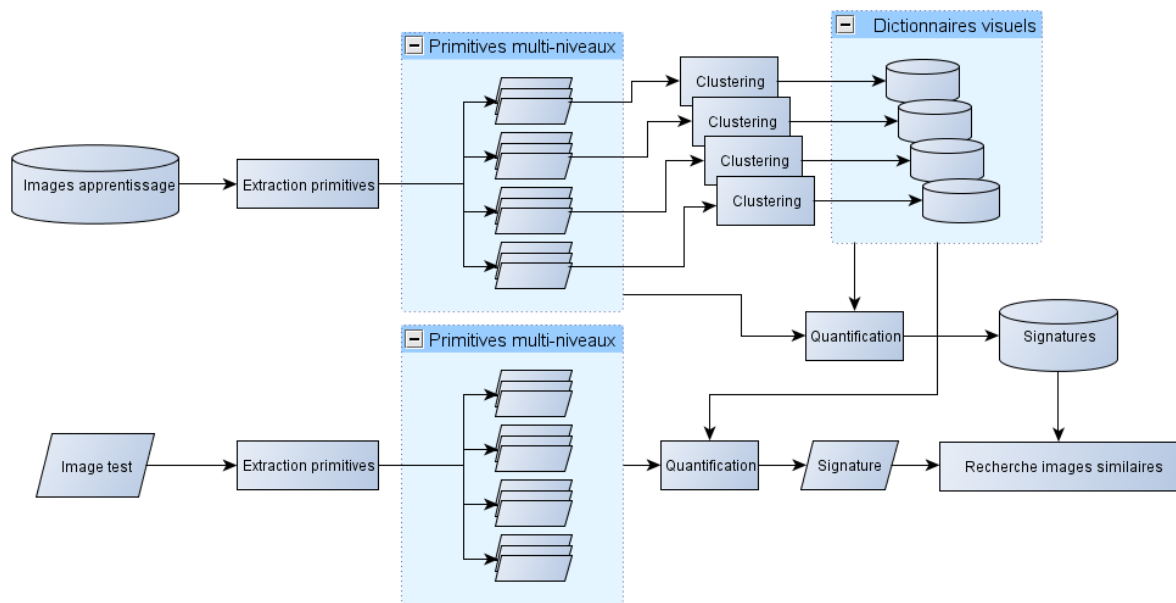 Primitives multi-niveaux
Dictionnaires visuels
Clustering
Clustering
Clustering
Clustering
Images apprentissage
Extraction primitives
Quantification
Signatures
Primitives multi-niveaux
Image test
Extraction primitives
Quantification
Signature
Recherche images similaires